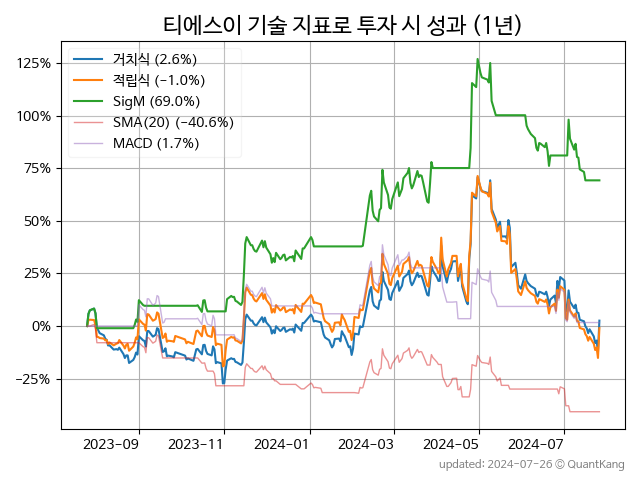 티에스이 기술 지표로 투자 시 성과 (1년)
거치식 (2.6%)
적립식 (−1.0%)
SigM (69.0%)
SMA(20) (−40.6%)
MACD (1.7%)
125%
100%
75%
50%
25%
0%
−25%
2023-09 2023-11 2024-01 2024-03 2024-05 2024-07
updated: 2024-07-26 © QuantKang